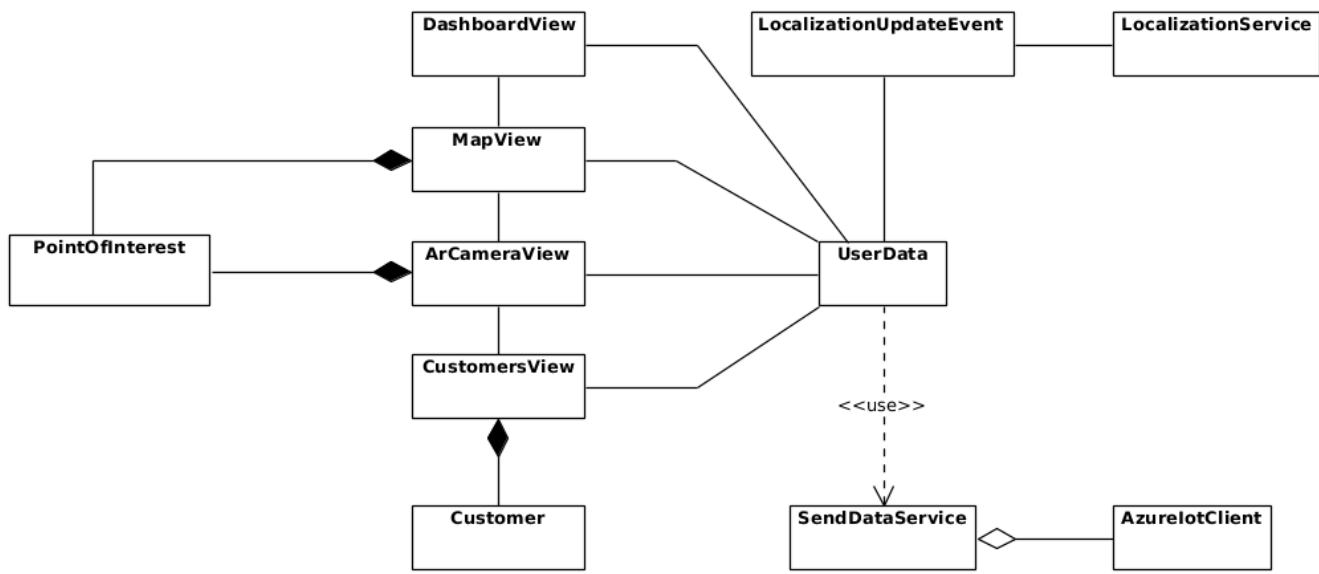 DashboardView
LocalizationUpdateEvent
LocalizationService
MapView
PointOfInterest
ArCameraView
UserData
CustomersView
<<use>>
Customer
SendDataService
AzureIotClient